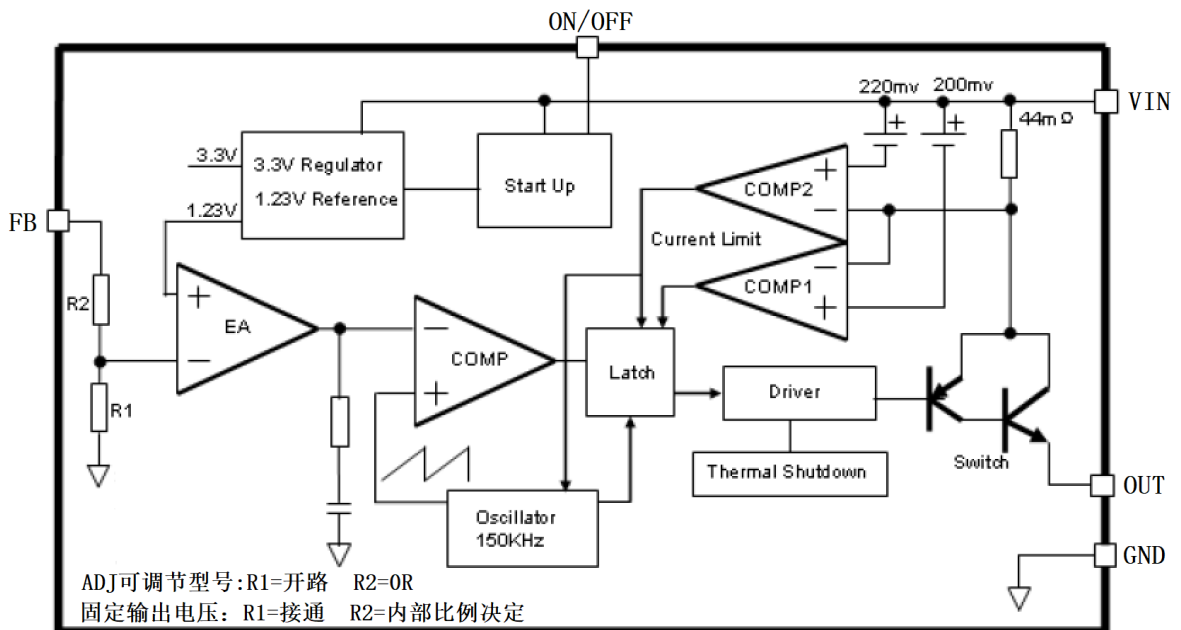 ON/OFF
220mv 200mv
VIN
44mΩ
3.3V
3.3V Regulator
1.23V Reference
Start Up
1.23V
COMP2
FB
Current Limit
COMP1
R2
EA
COMP
Latch
Driver
R1
Switch
Thermal Shutdown
OUT
Oscillator
150KHz
GND
ADJ可调节型号:R1=开路 R2=0R
固定输出电压: R1=接通 R2=内部比例决定